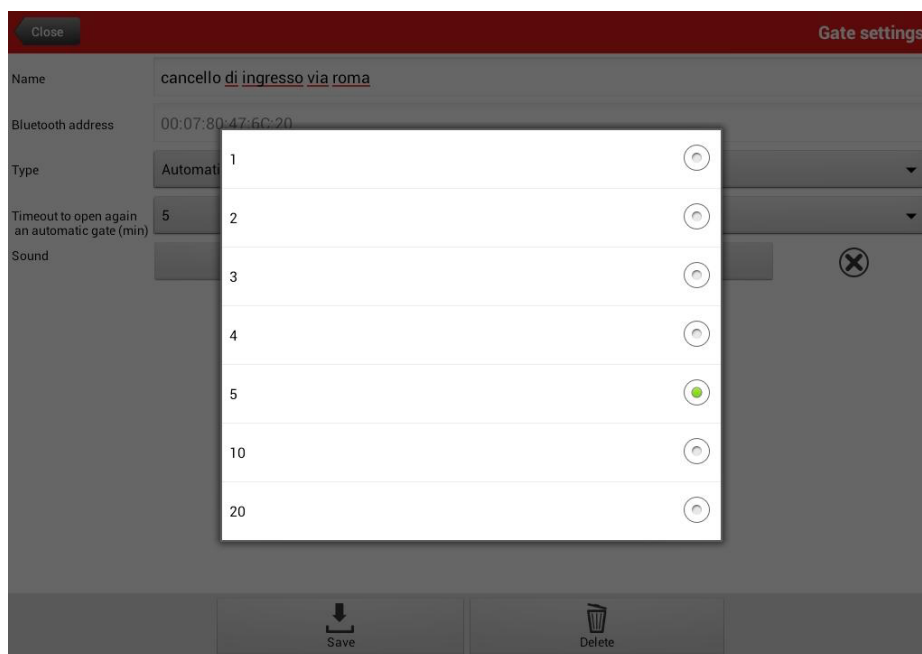 Close
Gate settings
Name
cancello di ingresso via roma
Bluetooth address
00:07:80:47:6C:20
Type
Automati
Timeout to open again
an automatic gate (min)
5
Sound
1
2
3
4
5
10
20
Save
Delete